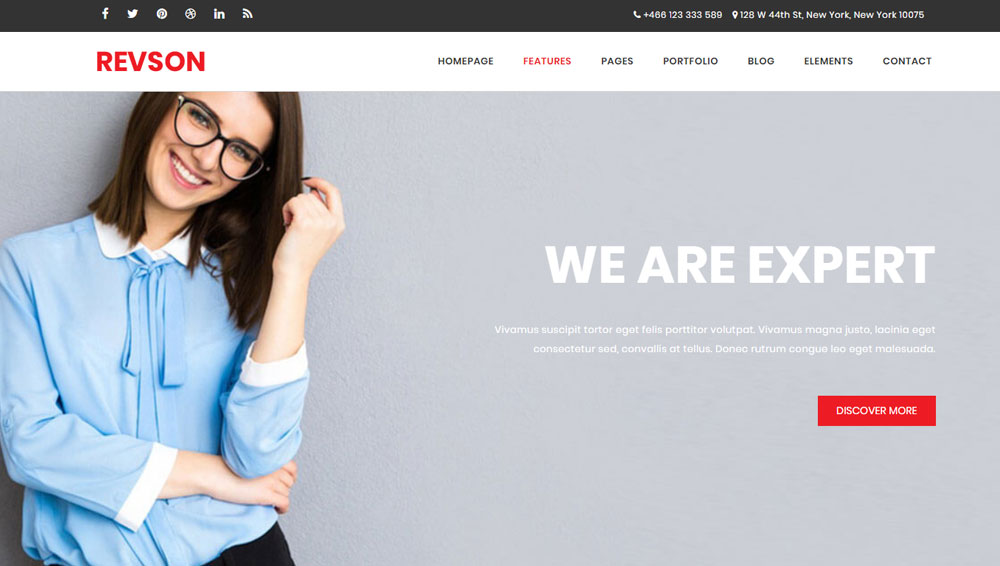 +466 123 333 589 128 W 44th St, New York, New York 10075
REVSON
HOMEPAGE FEATURES PAGES PORTFOLIO BLOG ELEMENTS CONTACT
WE ARE EXPERT
Vivamus suscipit tortor eget felis porttitor volutpat. Vivamus magna justo, lacinia eget
consectetur sed, convallis at tellus. Donec rutrum congue leo eget malesuada.
DISCOVER MORE